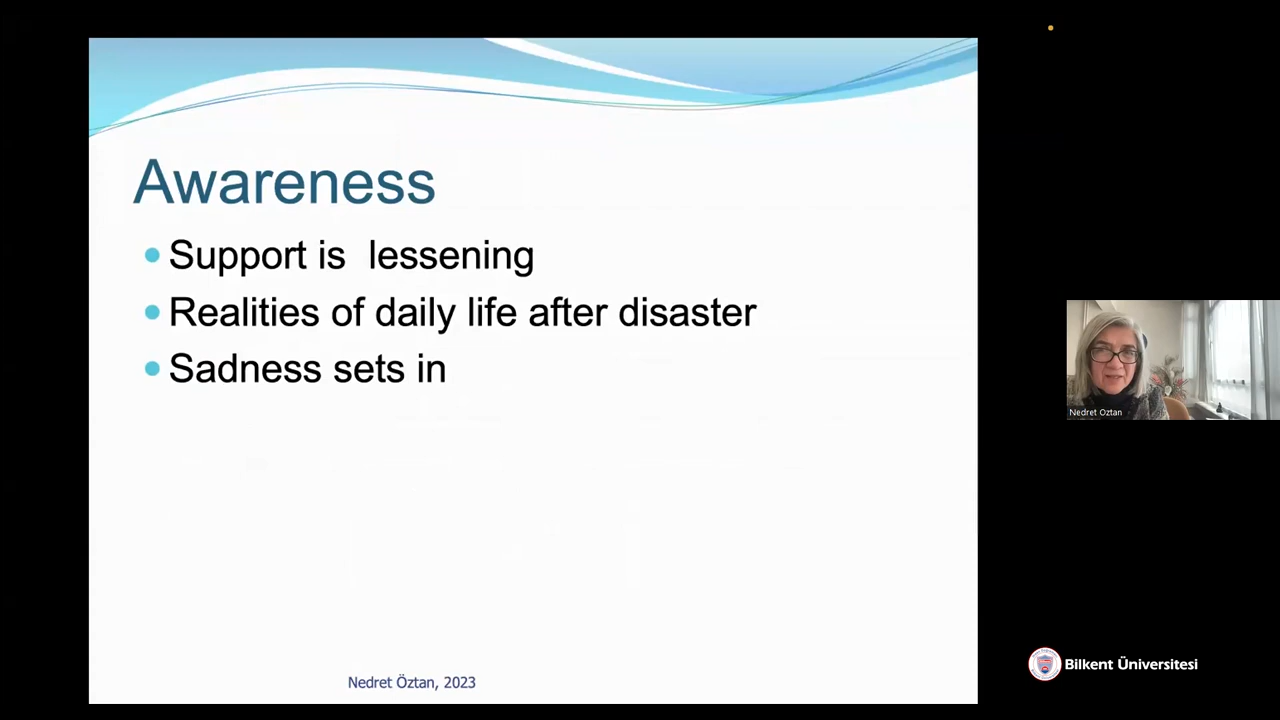 Awareness
Support is lessening
Realities of daily life after disaster
Sadness sets in
Nedret Öztan, 2023
Nedret Oztan
Bilkent Üniversitesi